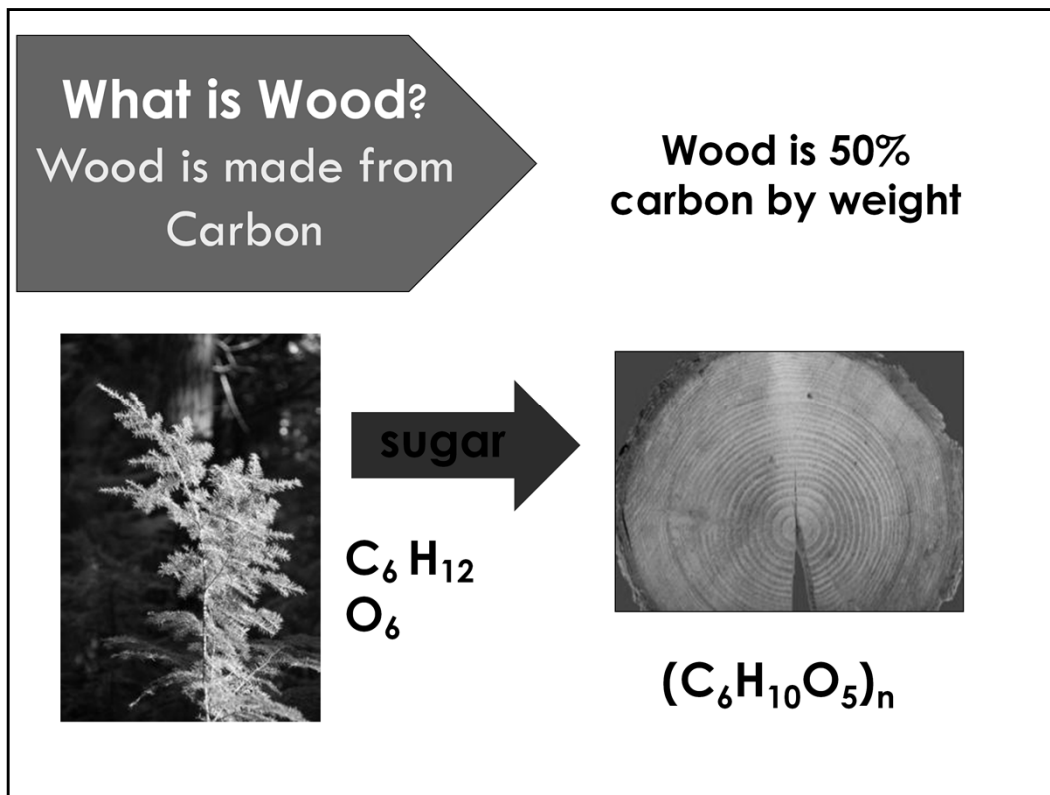 What is Wood?
Wood is made from
Carbon
Wood is 50%
carbon by weight
sugar
C₆ H₁₂
O₆
(C₆H₁₀O₅)ₙ